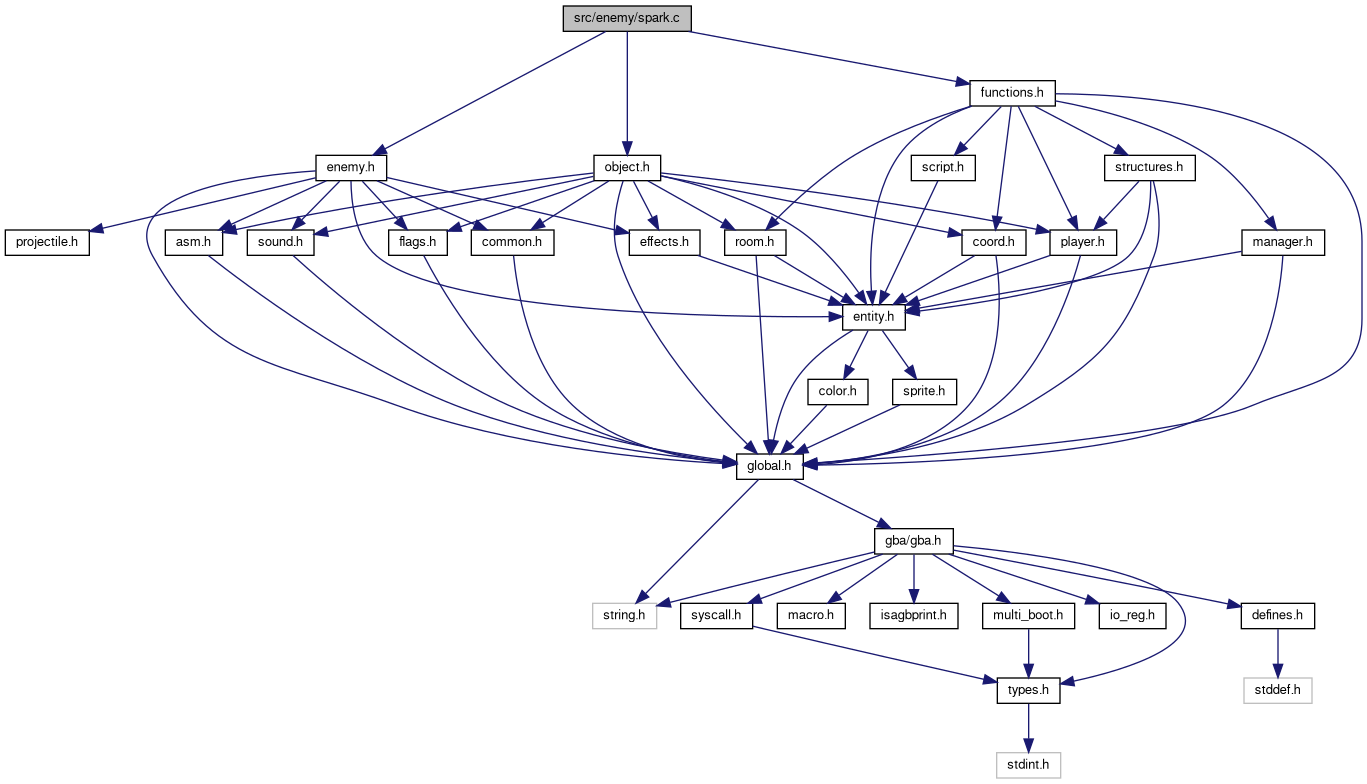 src/enemy/spark.c
functions.h
enemy.h
object.h
script.h
structures.h
projectile.h
asm.h
sound.h
flags.h
common.h
effects.h
room.h
coord.h
player.h
manager.h
entity.h
color.h
sprite.h
global.h
gba/gba.h
string.h
syscall.h
macro.h
isagbprint.h
multi_boot.h
io_reg.h
defines.h
types.h
stddef.h
stdint.h